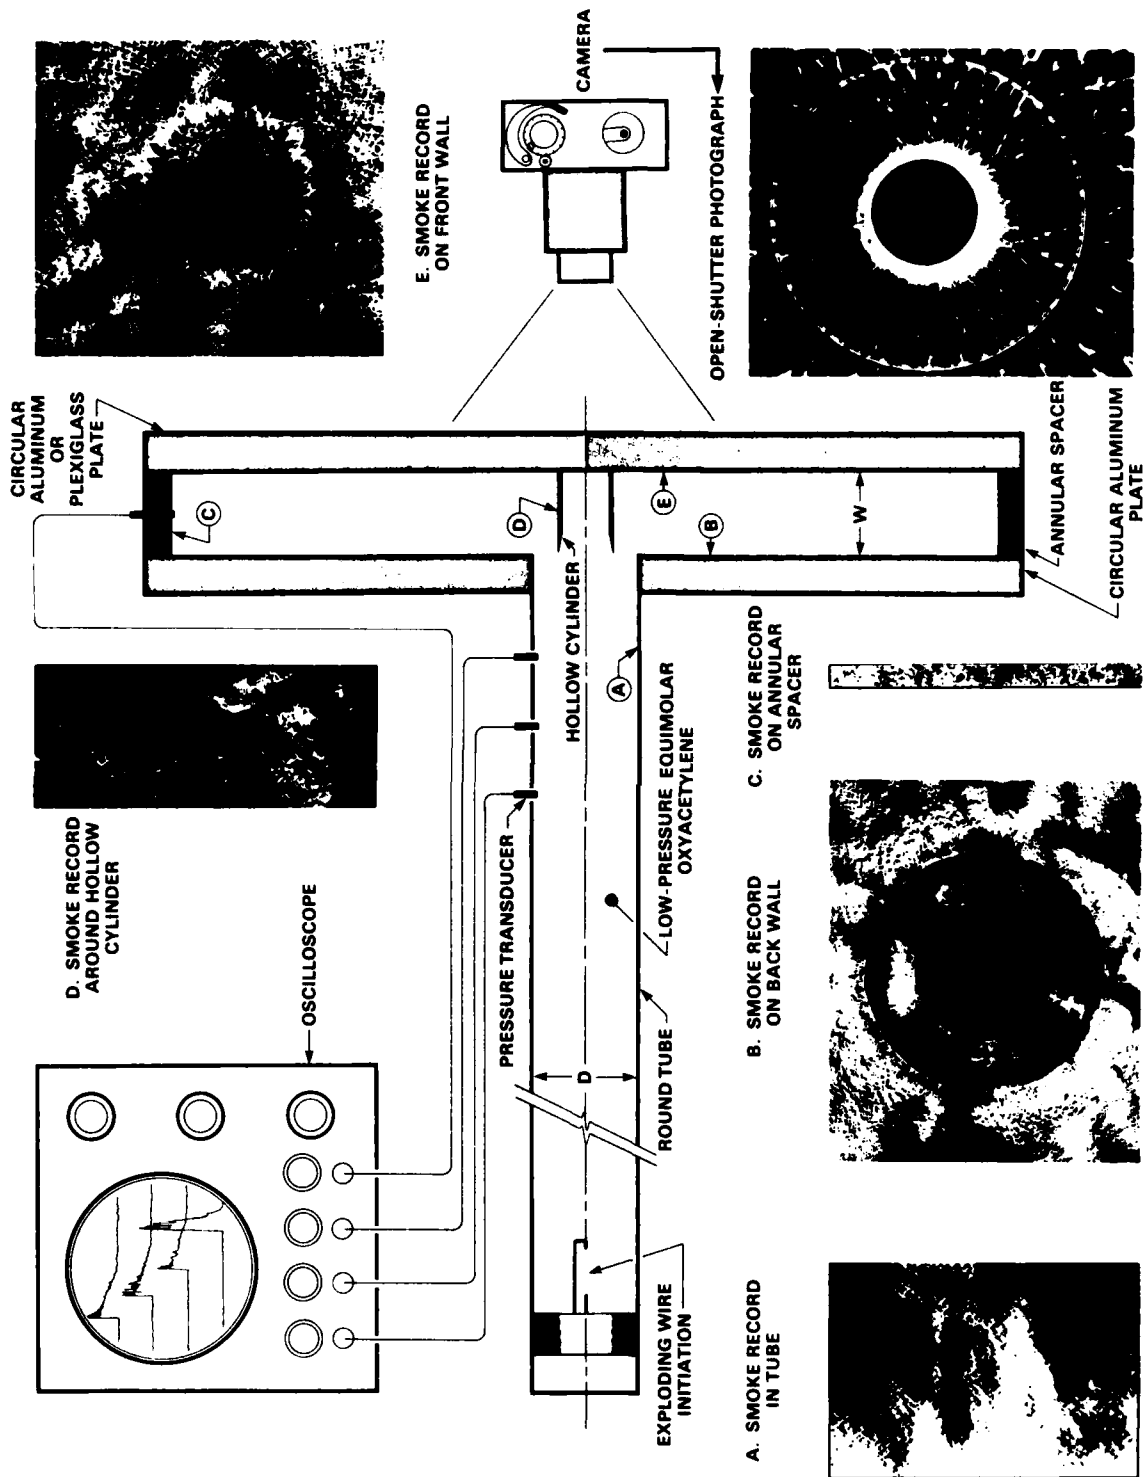 D. SMOKE RECORD
AROUND HOLLOW
CYLINDER
OSCILLOSCOPE
CIRCULAR
ALUMINUM
OR
PLEXIGLASS
PLATE
E. SMOKE RECORD
ON FRONT WALL
CAMERA
OPEN-SHUTTER PHOTOGRAPH
PRESSURE TRANSDUCER
HOLLOW CYLINDER
C
D
E
B
W
A
D
LOW-PRESSURE EQUIMOLAR
OXYACETYLENE
ROUND TUBE
EXPLODING WIRE
INITIATION
ANNULAR SPACER
CIRCULAR ALUMINUM
PLATE
A. SMOKE RECORD
IN TUBE
B. SMOKE RECORD
ON BACK WALL
C. SMOKE RECORD
ON ANNULAR
SPACER